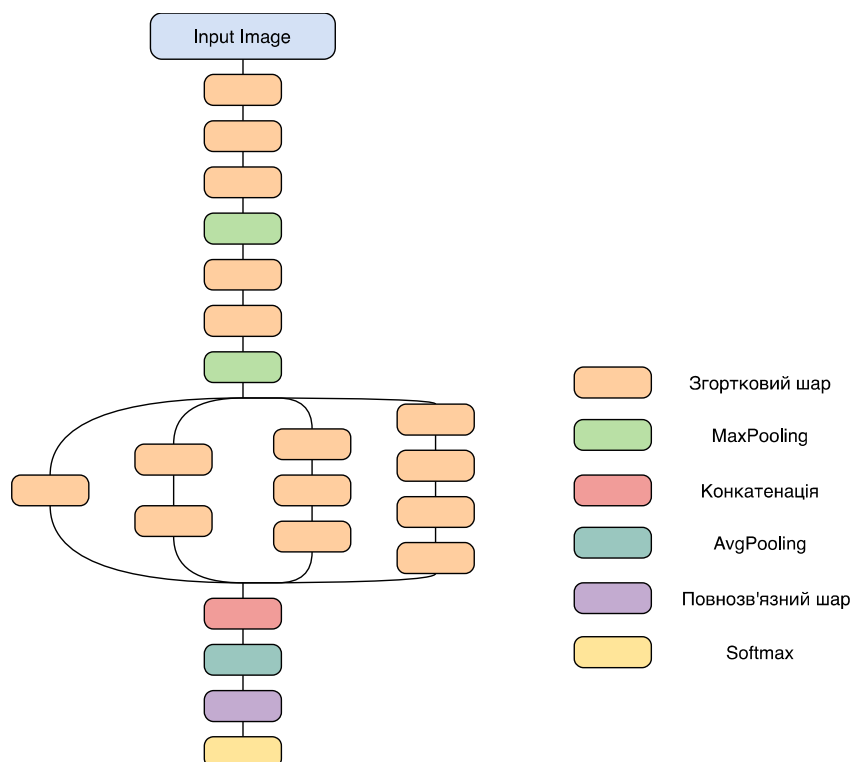 Input Image
Згортковий шар
MaxPooling
Конкатенація
AvgPooling
Повнозв'язний шар
Softmax